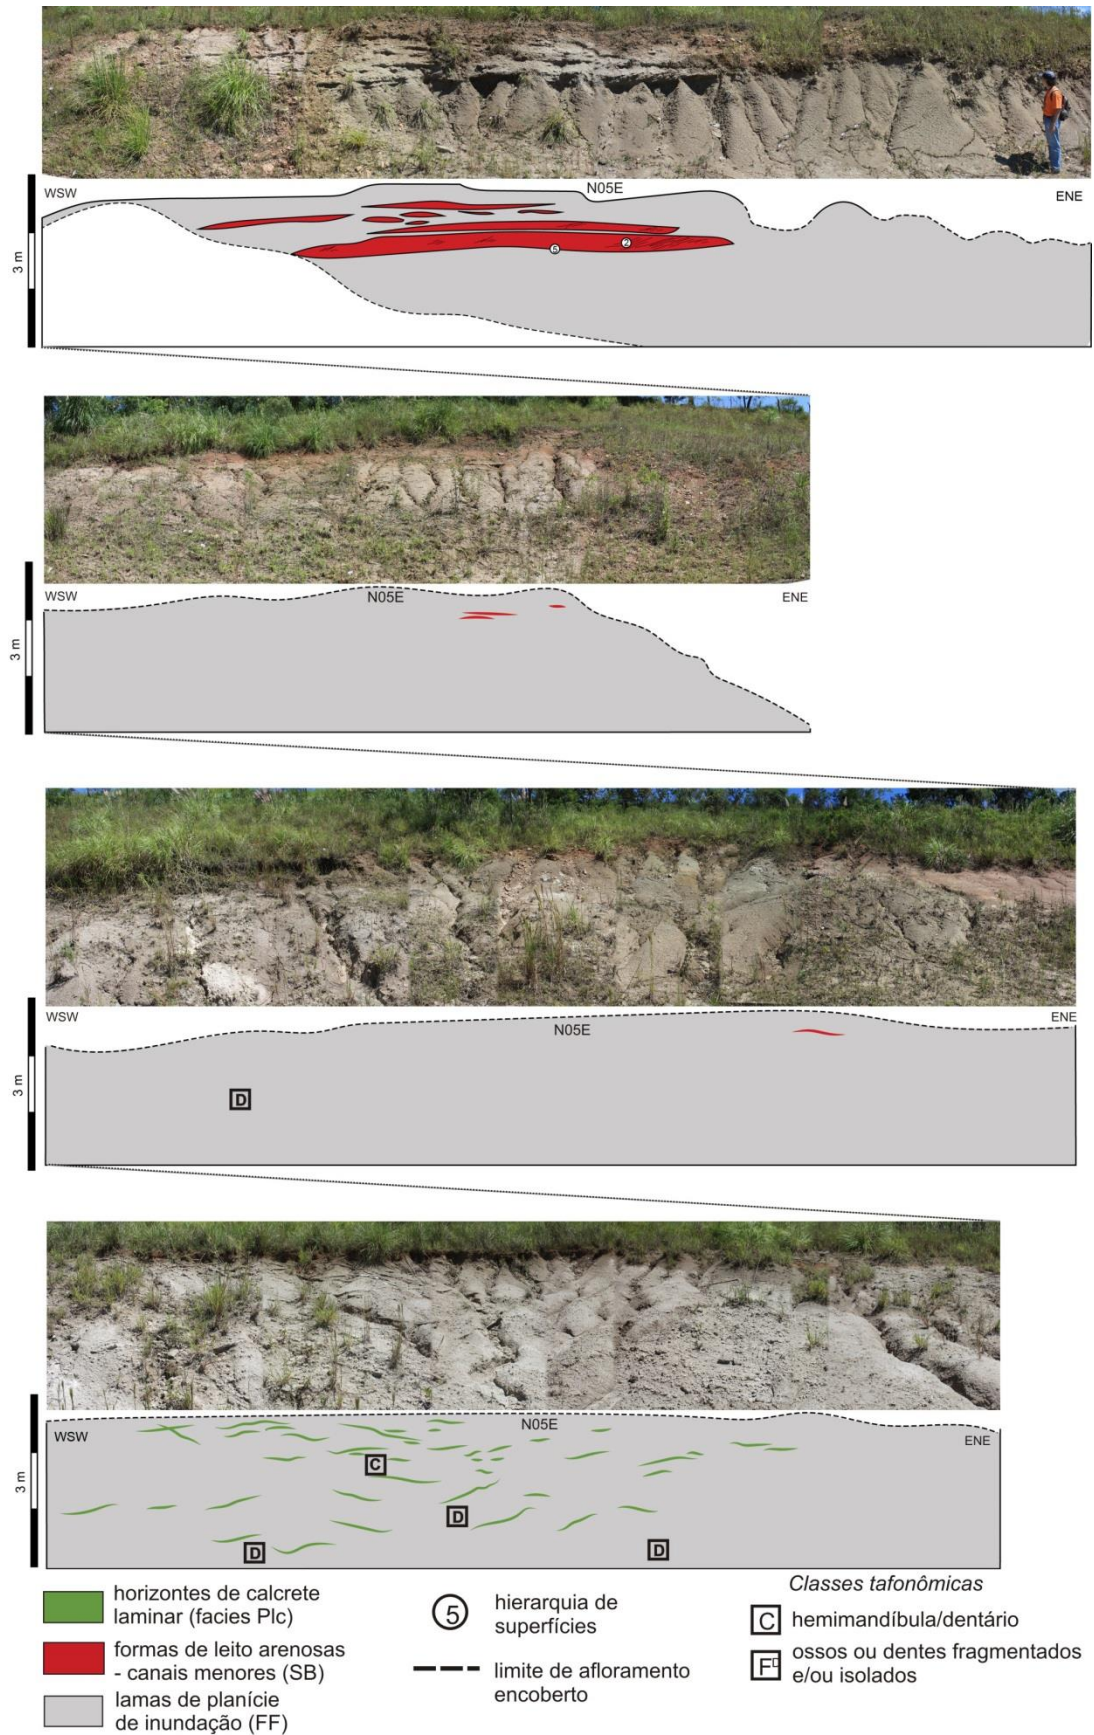 WSW
N05E
ENE
3 m
5
2
WSW
N05E
ENE
3 m
WSW
N05E
ENE
3 m
D
WSW
N05E
ENE
3 m
C
D
D
D
horizontes de calcrete
laminar (facies Plc)
formas de leito arenosas
- canais menores (SB)
lamas de planície
de inundação (FF)
5
hierarquia de
superfícies
limite de afloramento
encoberto
Classes tafonômicas
C
hemimandíbula/dentário
F D
ossos ou dentes fragmentados
e/ou isolados